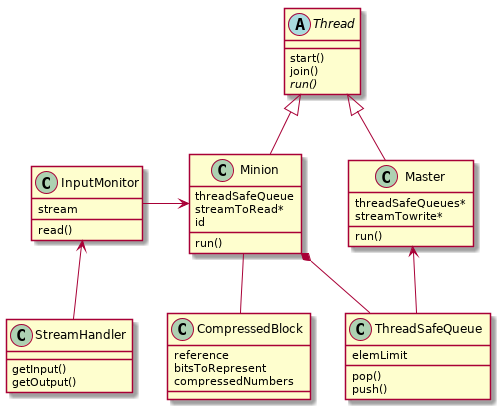 A Thread
start()
join()
run()
C InputMonitor
stream
read()
C Minion
threadSafeQueue
streamToRead*
id
run()
C Master
threadSafeQueues*
streamTowrite*
run()
C StreamHandler
getInput()
getOutput()
C CompressedBlock
reference
bitsToRepresent
compressedNumbers
C ThreadSafeQueue
elemLimit
pop()
push()